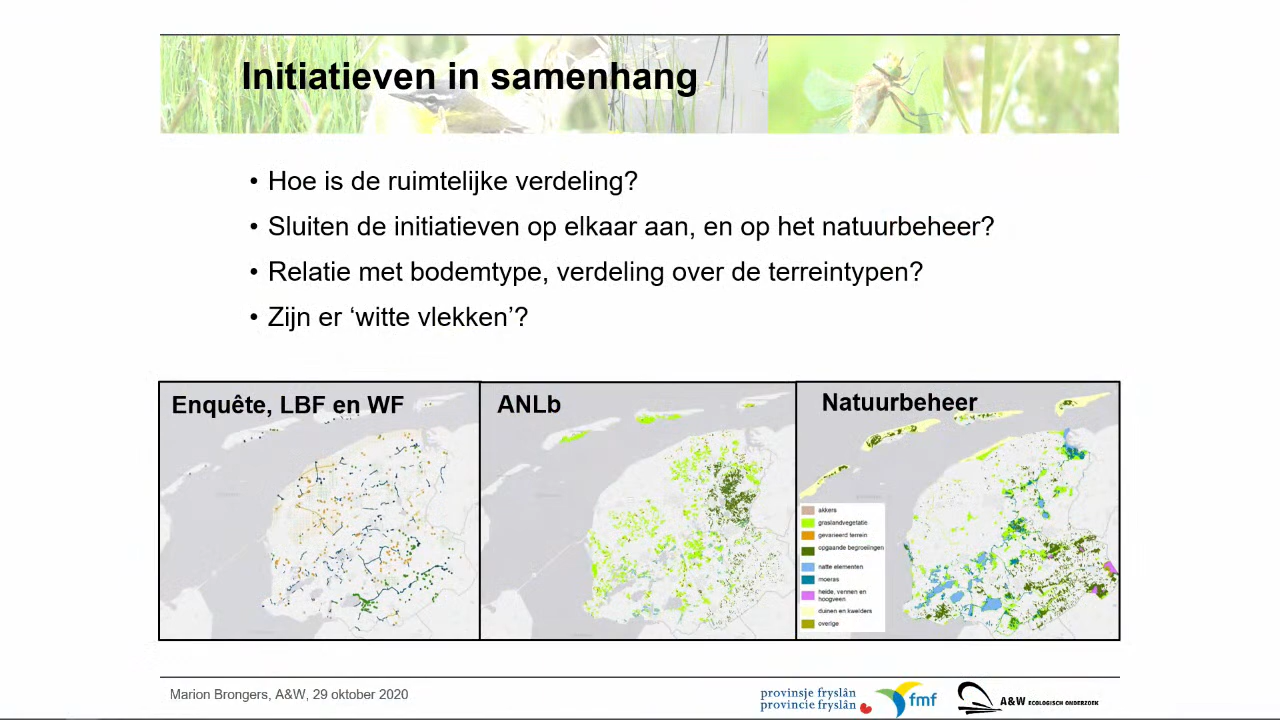 Initiatieven in samenhang
• Hoe is de ruimtelijke verdeling?
• Sluiten de initiatieven op elkaar aan, en op het natuurbeheer?
• Relatie met bodemtype, verdeling over de terreintypen?
• Zijn er ‘witte vlekken’?
Enquête, LBF en WF
ANLb
Natuurbeheer
akkers
graslandvegetatie
gevarieerd terrein
opgaande begroeiingen
natte elementen
moeras
heide, vennen en
hoogveen
duinen en kwelders
overige
Marion Brongers, A&W, 29 oktober 2020
provinsje fryslân
provincie fryslân
fmf
A&W ECOLOGISCH ONDERZOEK